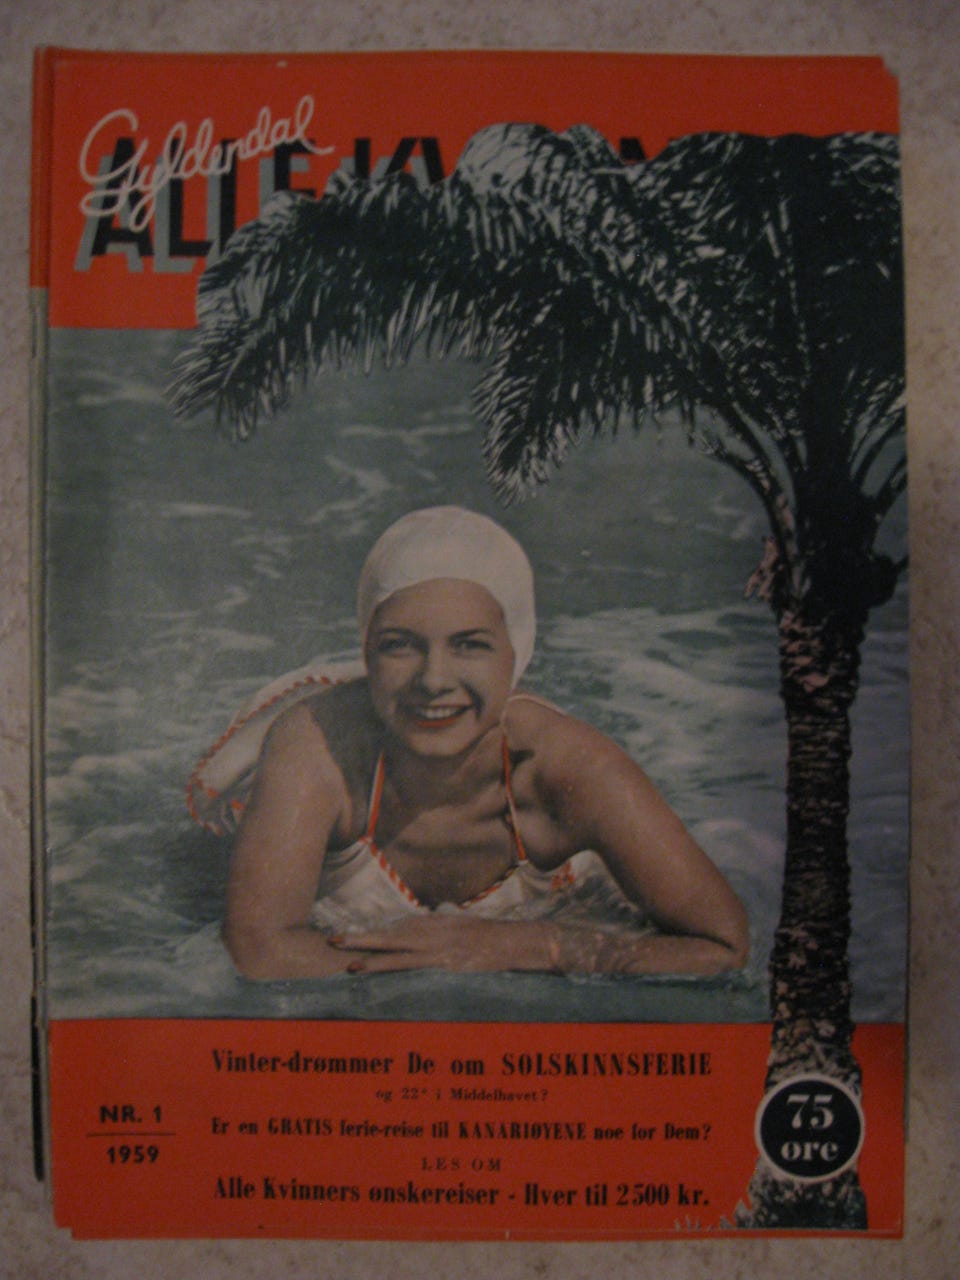 Gyldendal
ALLE
NR. 1
1959
Vinter-drømmer De om SOLSKINNSFERIE
og 22° i Middelhavet?
Er en GRATIS ferie-reise til KANARIØYENE noe for Dem?
LES OM
Alle Kvinners ønskereiser - Hver til 2500 kr.
75
øre